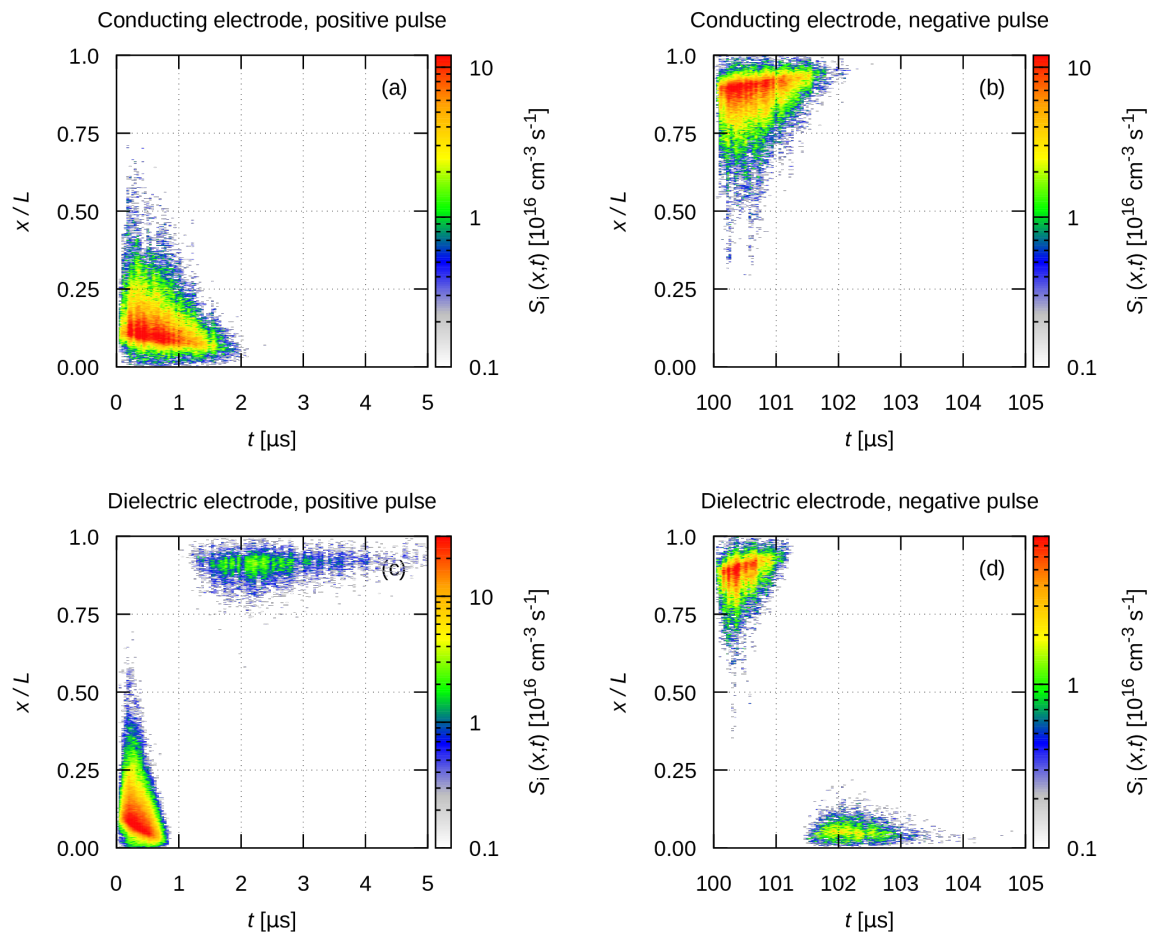 Conducting electrode, positive pulse
1.0
0.75
0.50
0.25
0.00
x / L
(a)
0 1 2 3 4 5
t [µs]
10
1
0.1
Si (x,t) [10^16 cm^-3 s^-1]
Conducting electrode, negative pulse
1.0
0.75
0.50
0.25
0.00
x / L
(b)
100 101 102 103 104 105
t [µs]
10
1
0.1
Si (x,t) [10^16 cm^-3 s^-1]
Dielectric electrode, positive pulse
1.0
0.75
0.50
0.25
0.00
x / L
(c)
0 1 2 3 4 5
t [µs]
10
1
0.1
Si (x,t) [10^16 cm^-3 s^-1]
Dielectric electrode, negative pulse
1.0
0.75
0.50
0.25
0.00
x / L
(d)
100 101 102 103 104 105
t [µs]
1
0.1
Si (x,t) [10^16 cm^-3 s^-1]